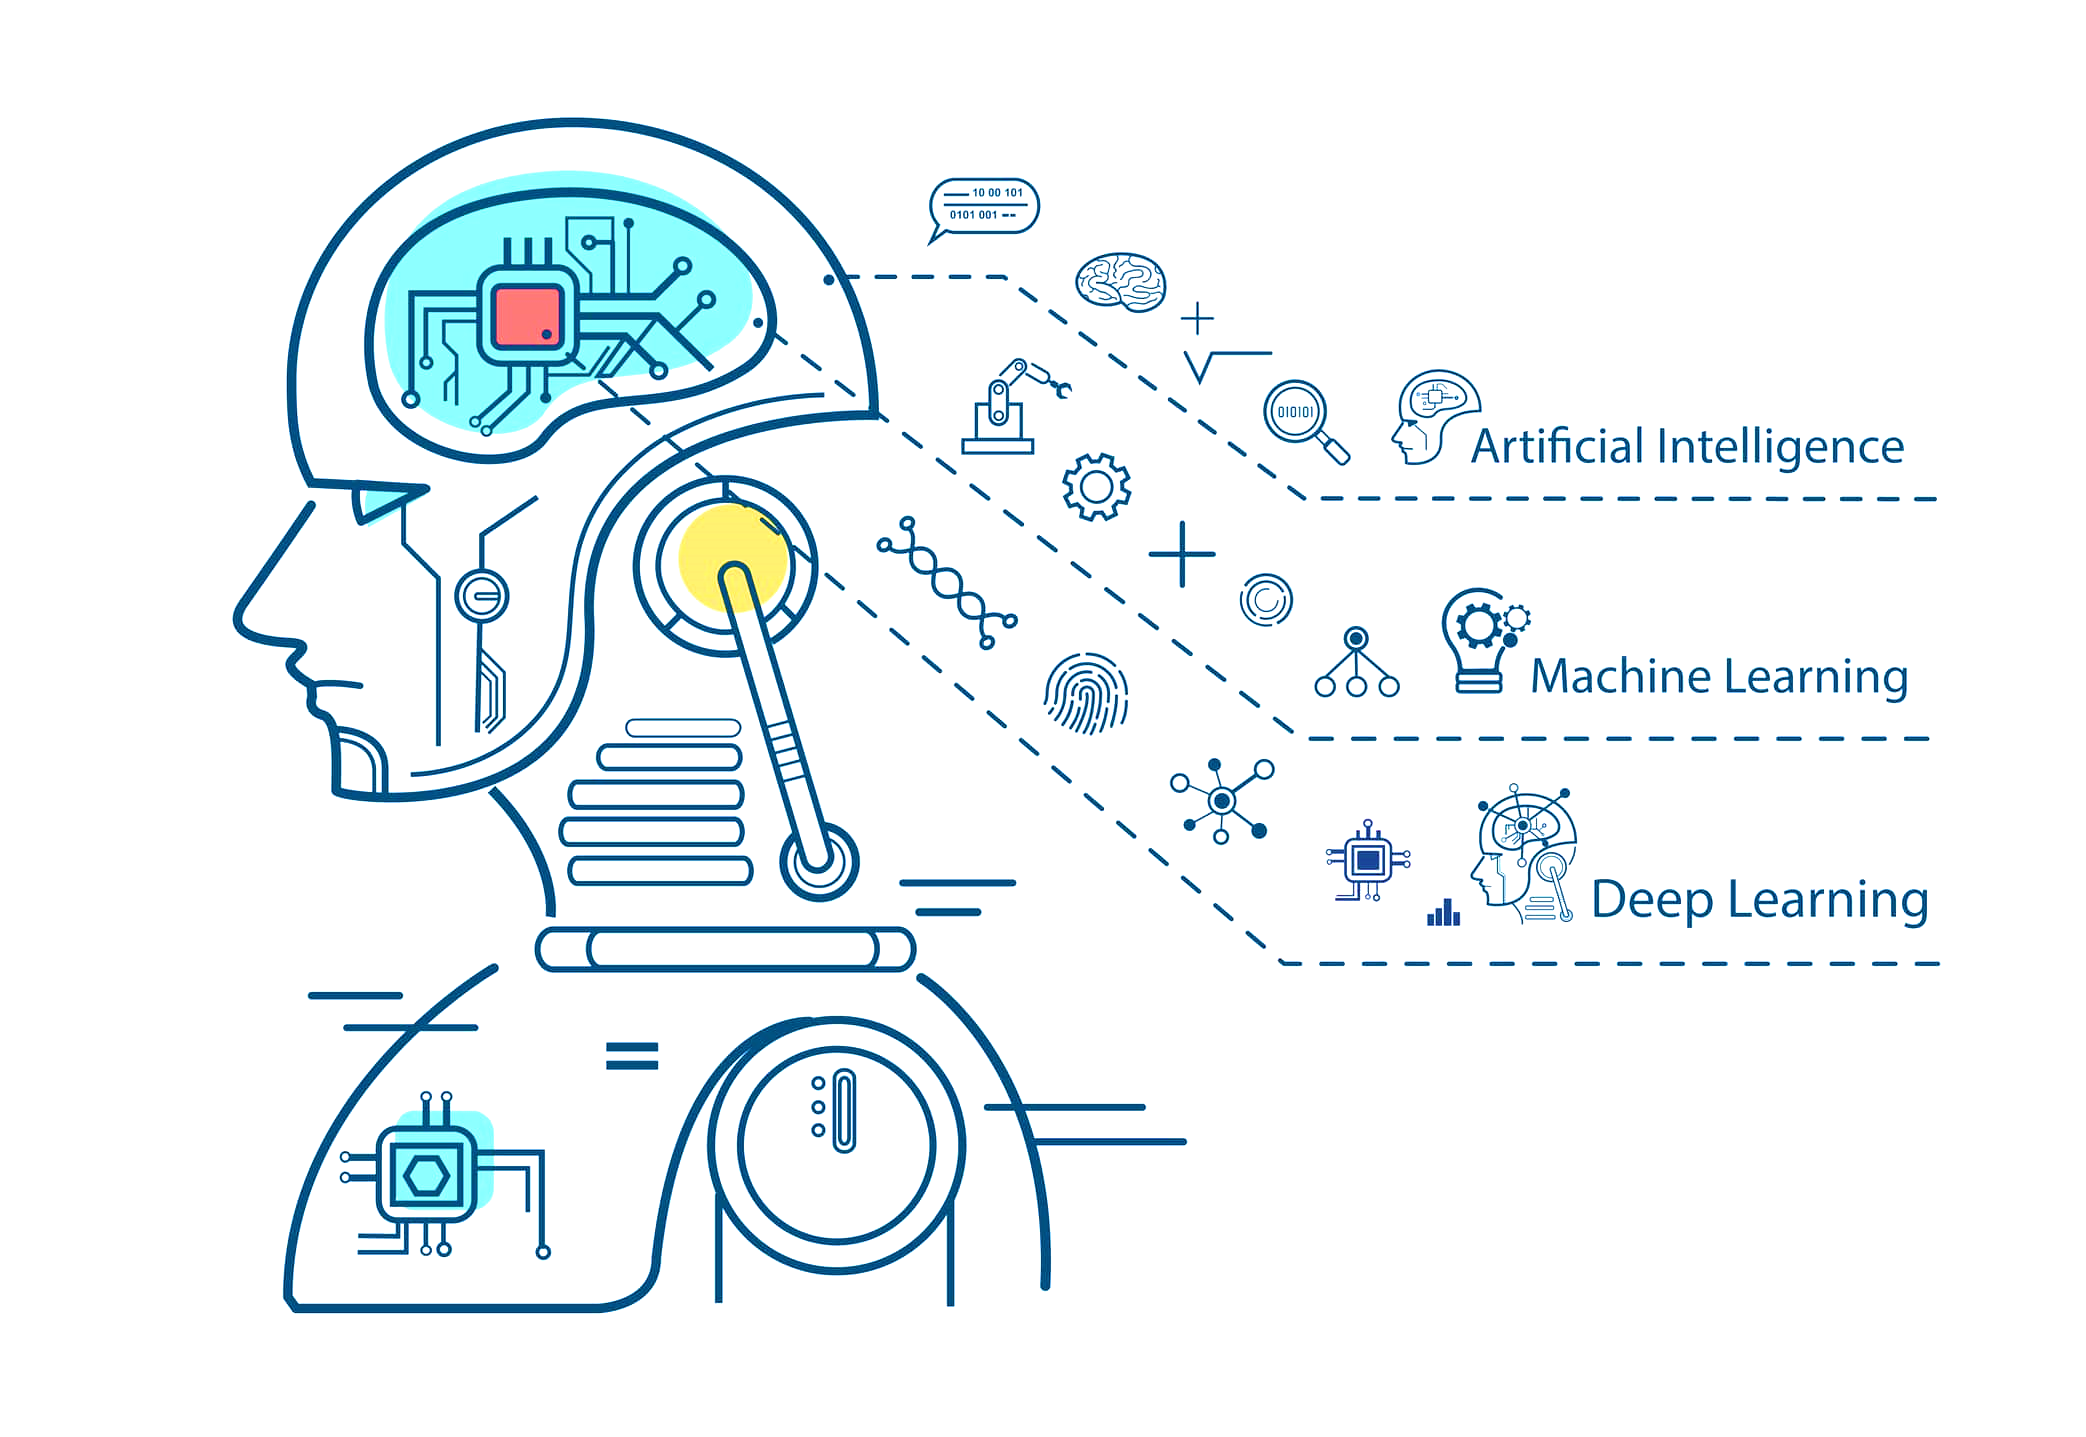 10 00 101
0101 001
010101
Artificial Intelligence
Machine Learning
Deep Learning